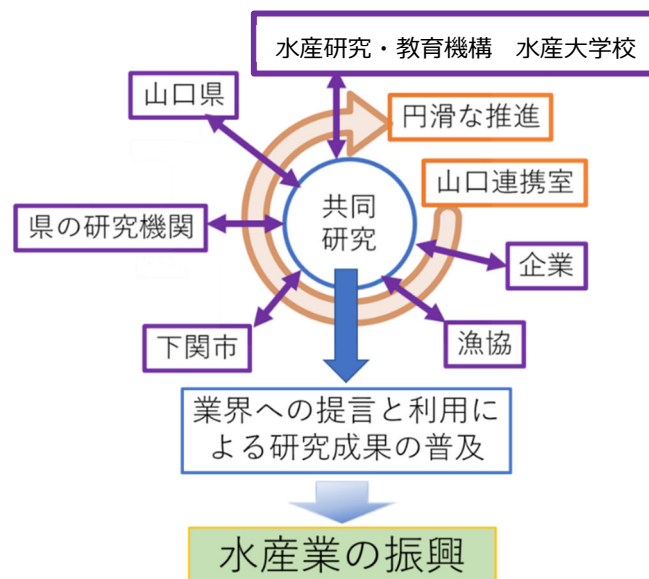 水産研究・教育機構　水産大学校
山口県
円滑な推進
山口連携室
共同
研究
県の研究機関
企業
下関市
漁協
業界への提言と利用に
よる研究成果の普及
水産業の振興